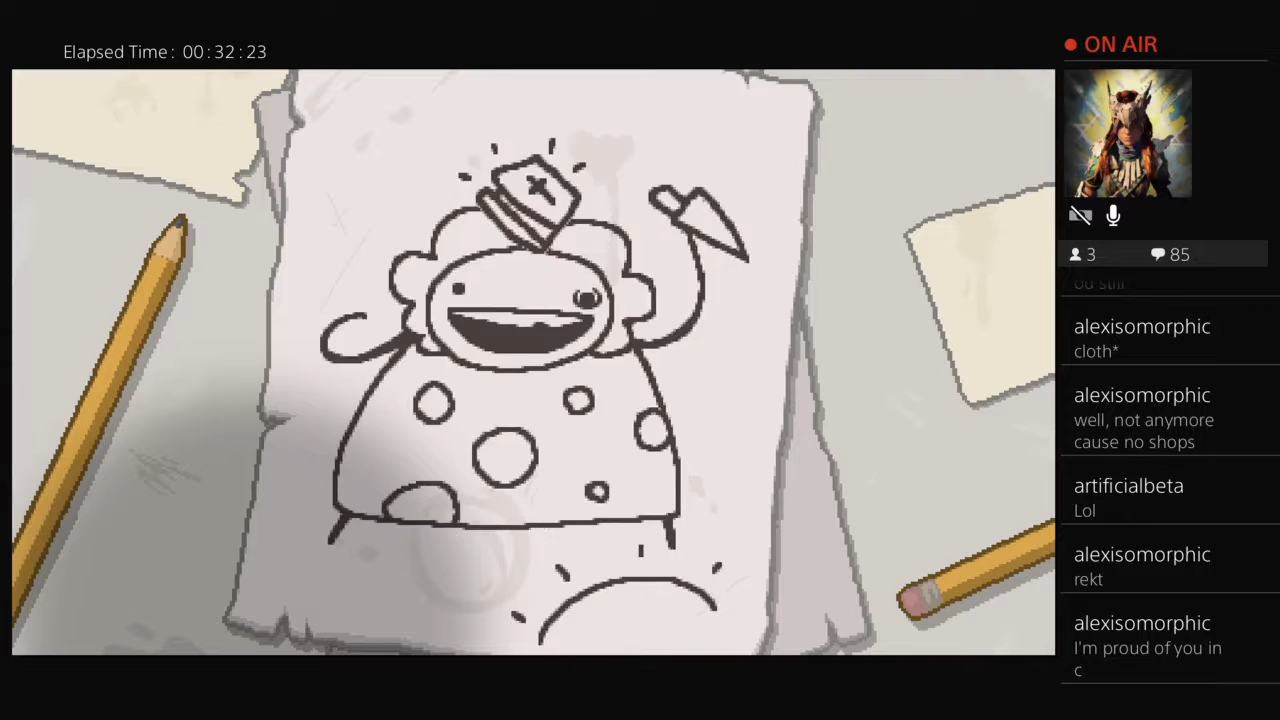 Elapsed Time: 00:32:23
ON AIR
3
85
alexisomorphic
cloth*
alexisomorphic
well, not anymore
cause no shops
artificialbeta
Lol
alexisomorphic
rekt
alexisomorphic
I'm proud of you in
c